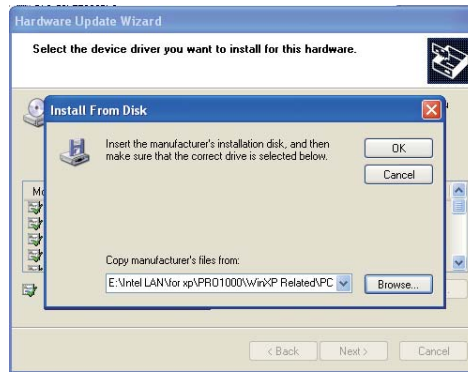 Hardware Update Wizard
Select the device driver you want to install for this hardware.
Install From Disk
Insert the manufacturer's installation disk, and then
make sure that the correct drive is selected below.
OK
Cancel
Mo
Copy manufacturer's files from:
E:\Intel LAN\for xp\PRO1000\WinXP Related\PC
Browse...
< Back
Next >
Cancel